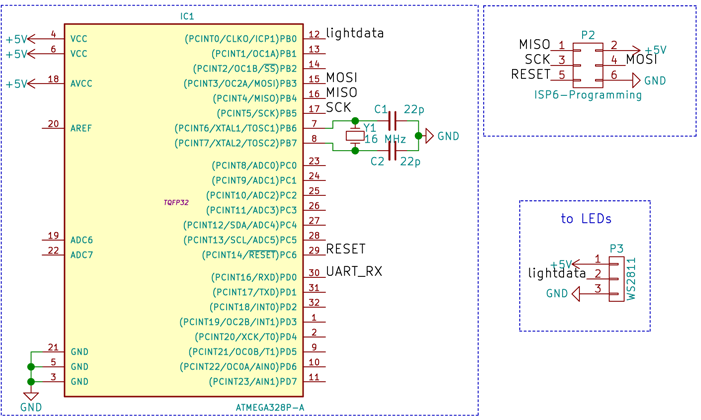 IC1
+5V 4 VCC (PCINT0/CLKO/ICP1)PB0 12 lightdata
+5V 6 VCC (PCINT1/OC1A)PB1 13
(PCINT2/OC1B/SS)PB2 14
+5V 18 AVCC (PCINT3/OC2A/MOSI)PB3 15 MOSI
(PCINT4/MISO)PB4 16 MISO
(PCINT5/SCK)PB5 17 SCK
20 AREF (PCINT6/XTAL1/TOSC1)PB6 7
(PCINT7/XTAL2/TOSC2)PB7 8
C1 22p
Y1
16 MHz
GND
C2 22p
(PCINT8/ADC0)PC0 23
(PCINT9/ADC1)PC1 24
(PCINT10/ADC2)PC2 25
TQFP32
(PCINT11/ADC3)PC3 26
(PCINT12/SDA/ADC4)PC4 27
19 ADC6 (PCINT13/SCL/ADC5)PC5 28
22 ADC7 (PCINT14/RESET)PC6 29 RESET
(PCINT16/RXD)PD0 30 UART_RX
(PCINT17/TXD)PD1 31
(PCINT18/INT0)PD2 32
(PCINT19/OC2B/INT1)PD3 1
(PCINT20/XCK/T0)PD4 2
21 GND (PCINT21/OC0B/T1)PD5 9
5 GND (PCINT22/OC0A/AIN0)PD6 10
3 GND (PCINT23/AIN1)PD7 11
GND
ATMEGA328P-A
P2
MISO 1 2 +5V
SCK 3 4 MOSI
RESET 5 6 GND
ISP6-Programming
to LEDs
P3
+5V 1
lightdata 2
GND 3
WS2811